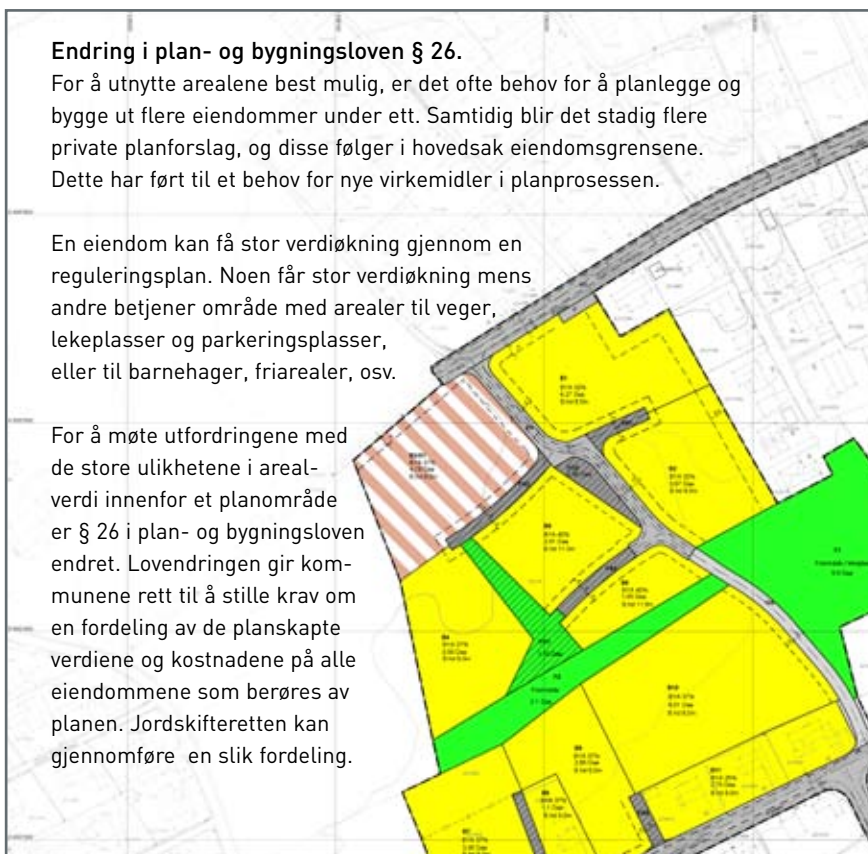 Endring i plan- og bygningsloven § 26.
For å utnytte arealene best mulig, er det ofte behov for å planlegge og
bygge ut flere eiendommer under ett. Samtidig blir det stadig flere
private planforslag, og disse følger i hovedsak eiendomsgrensene.
Dette har ført til et behov for nye virkemidler i planprosessen.
En eiendom kan få stor verdiøkning gjennom en
reguleringsplan. Noen får stor verdiøkning mens
andre betjener område med arealer til veger,
lekeplasser og parkeringsplasser,
eller til barnehager, friarealer, osv.
For å møte utfordringene med
de store ulikhetene i areal-
verdi innenfor et planområde
er § 26 i plan- og bygningsloven
endret. Lovendringen gir kom-
munene rett til å stille krav om
en fordeling av de planskapte
verdiene og kostnadene på alle
eiendommene som berøres av
planen. Jordskifteretten kan
gjennomføre en slik fordeling.